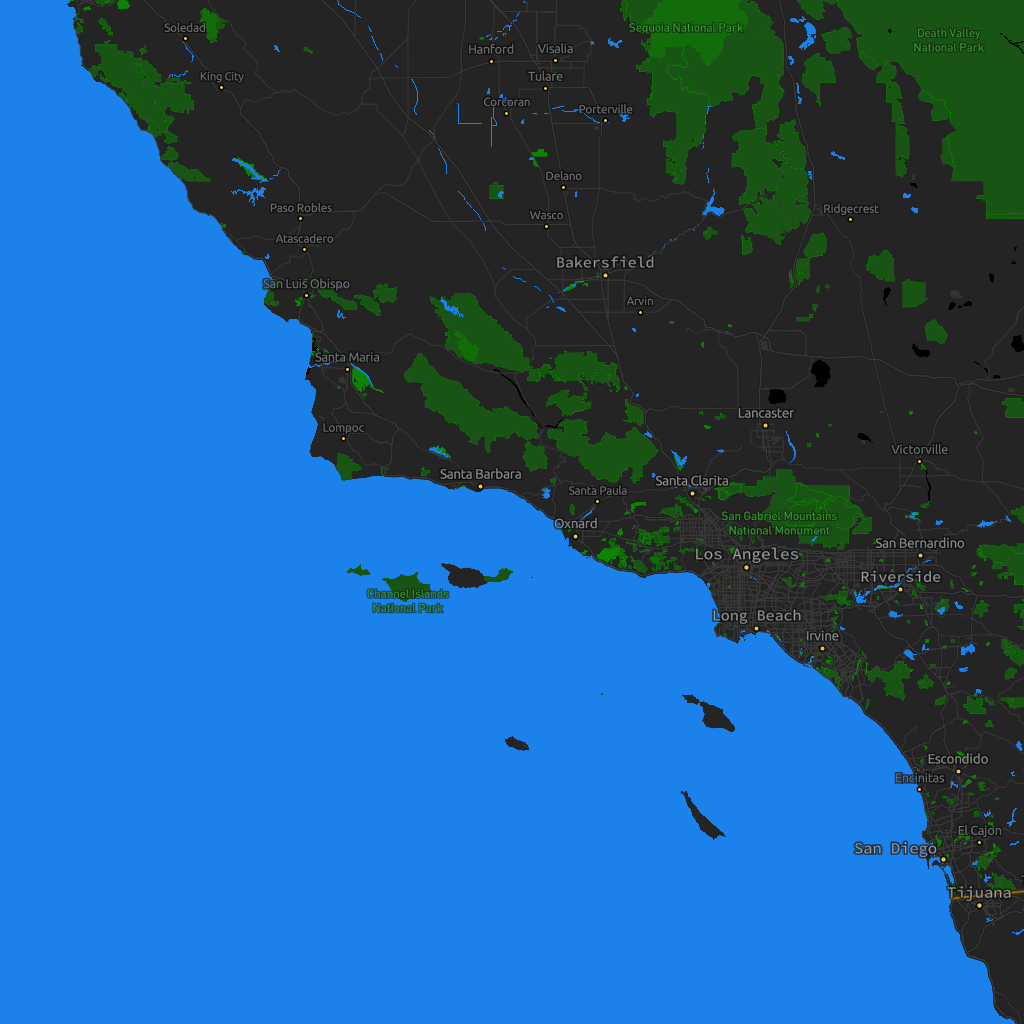 Soledad
Sequoia National Park
Death Valley
National Park
Hanford
Visalia
King City
Tulare
Corcoran
Porterville
Delano
Paso Robles
Wasco
Ridgecrest
Atascadero
Bakersfield
San Luis Obispo
Arvin
Santa Maria
Lancaster
Lompoc
Victorville
Santa Barbara
Santa Clarita
Santa Paula
San Gabriel Mountains
National Monument
Oxnard
San Bernardino
Los Angeles
Riverside
Channel Islands
National Park
Long Beach
Irvine
Escondido
Encinitas
El Cajon
San Diego
Tijuana